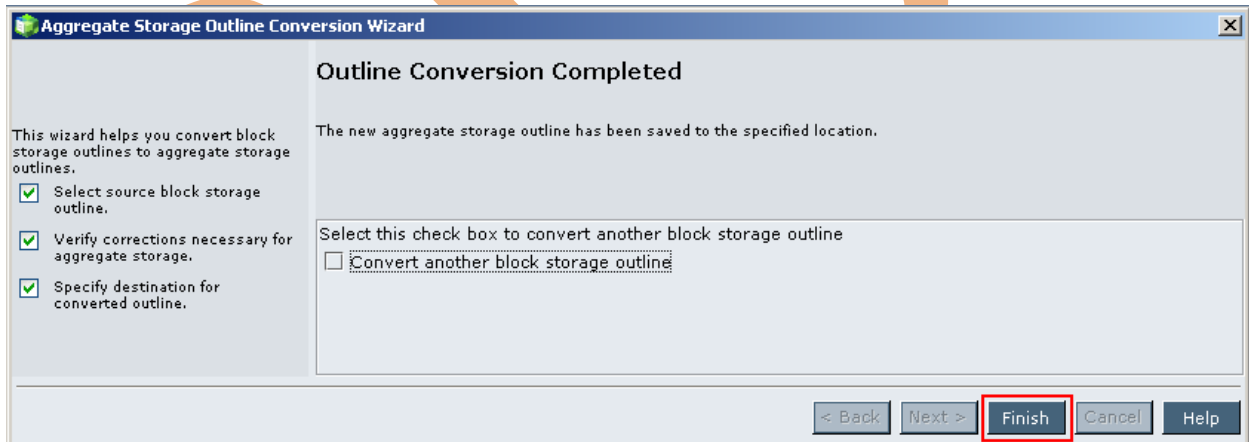 Aggregate Storage Outline Conversion Wizard
Outline Conversion Completed
This wizard helps you convert block
storage outlines to aggregate storage
outlines.
Select source block storage
outline.
Verify corrections necessary for
aggregate storage.
Specify destination for
converted outline.
The new aggregate storage outline has been saved to the specified location.
Select this check box to convert another block storage outline
Convert another block storage outline
< Back Next > Finish Cancel Help